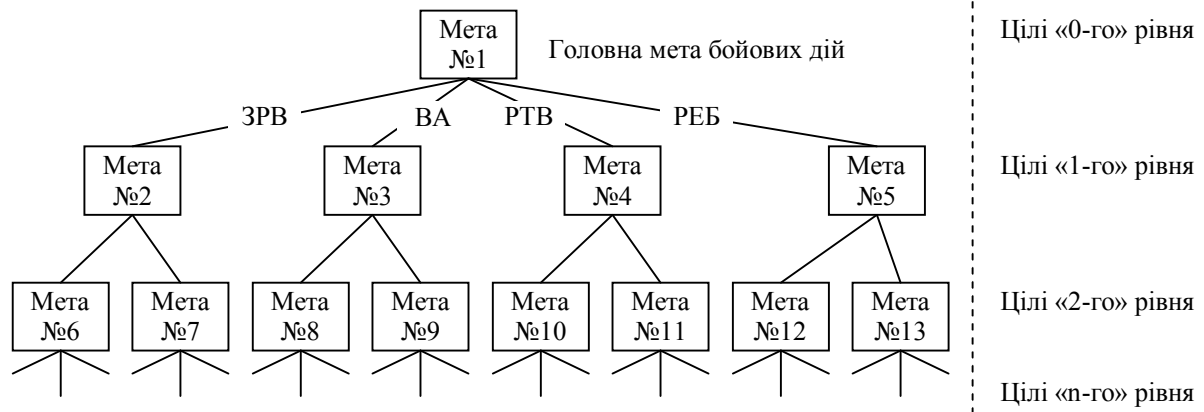 Мета
№1
Головна мета бойових дій
Цілі «0-го» рівня
ЗРВ
ВА
РТВ
РЕБ
Мета
№2
Мета
№3
Мета
№4
Мета
№5
Цілі «1-го» рівня
Мета
№6
Мета
№7
Мета
№8
Мета
№9
Мета
№10
Мета
№11
Мета
№12
Мета
№13
Цілі «2-го» рівня
Цілі «n-го» рівня